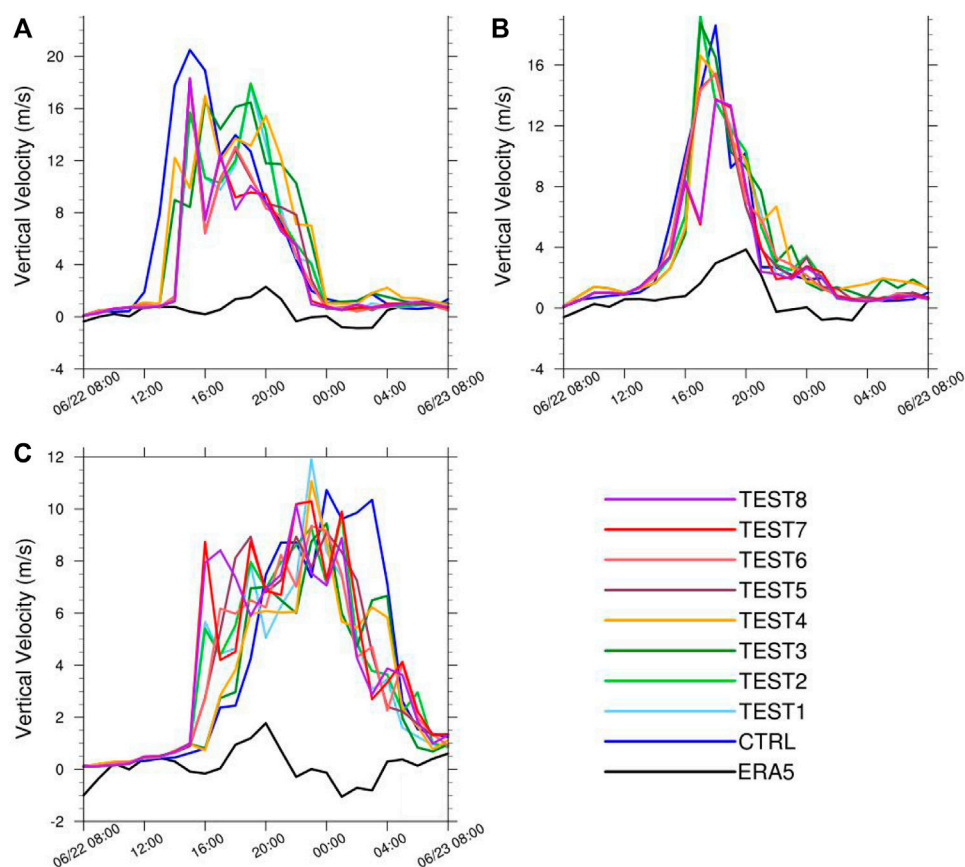 A
Vertical Velocity (m/s)
20
16
12
8
4
0
-4
06/22 08:00
12:00
16:00
20:00
00:00
04:00
06/23 08:00
B
Vertical Velocity (m/s)
16
12
8
4
0
-4
06/22 08:00
12:00
16:00
20:00
00:00
04:00
06/23 08:00
C
Vertical Velocity (m/s)
12
10
8
6
4
2
0
-2
06/22 08:00
12:00
16:00
20:00
00:00
04:00
06/23 08:00
TEST8
TEST7
TEST6
TEST5
TEST4
TEST3
TEST2
TEST1
CTRL
ERA5